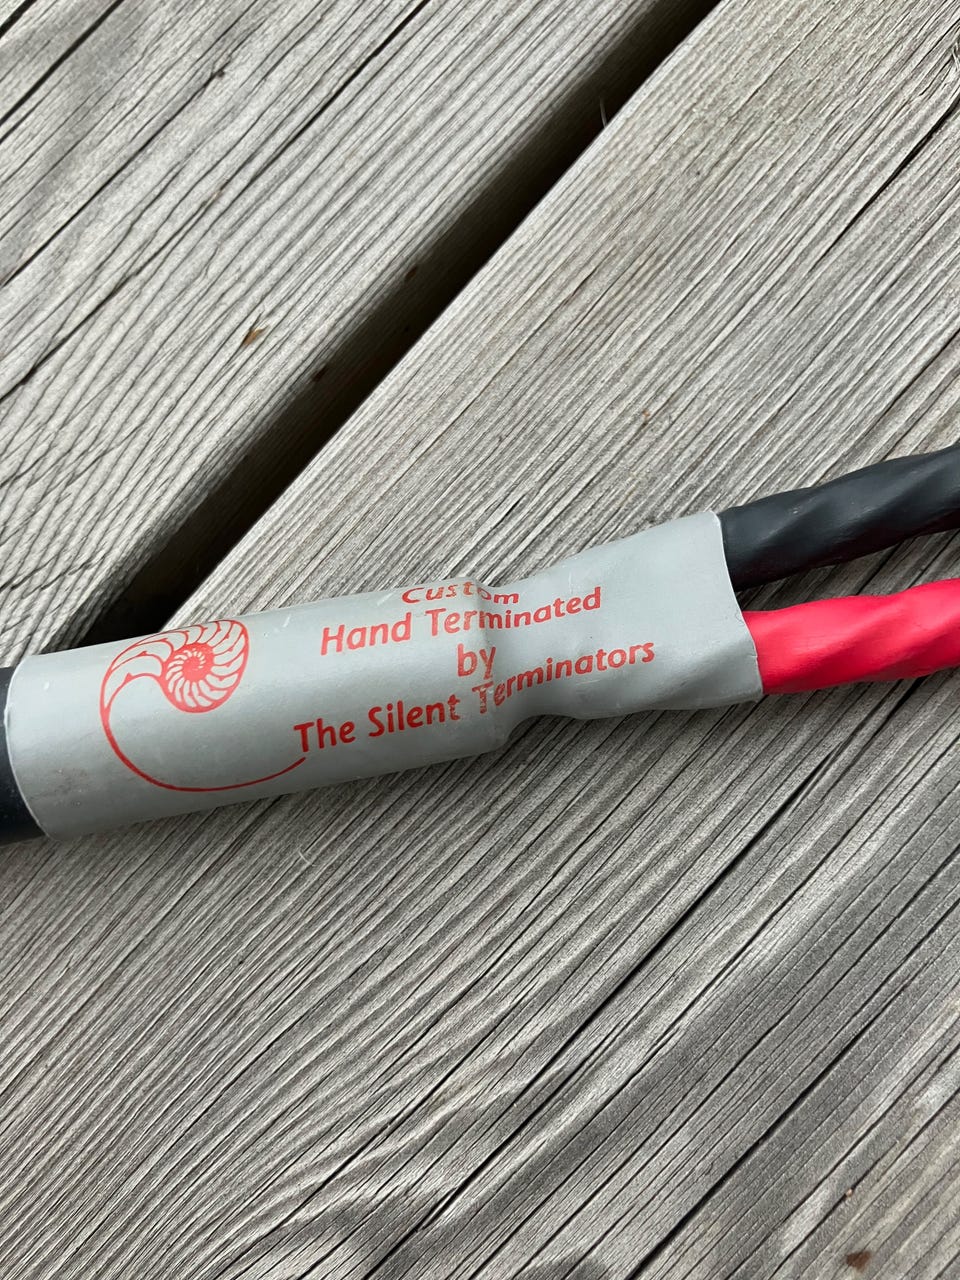 Custom
Hand Terminated
by
The Silent Terminators